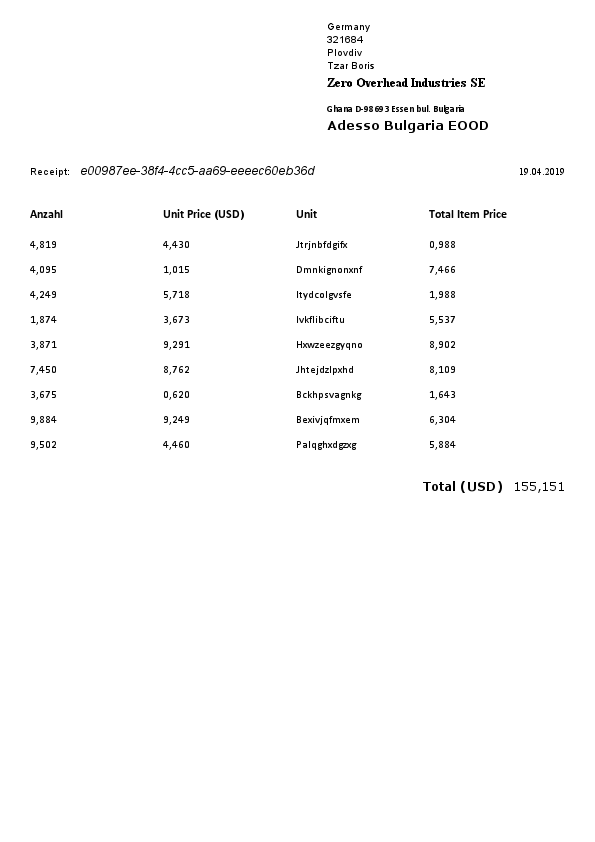 Germany
321684
Plovdiv
Tzar Boris
Zero Overhead Industries SE
Ghana D-98693 Essen bul. Bulgaria
Adesso Bulgaria EOOD
Receipt: e00987ee-38f4-4cc5-aa69-eeeec60eb36d 19.04.2019
Anzahl Unit Price (USD) Unit Total Item Price
4,819 4,430 Jtrjnbfdgifx 0,988
4,095 1,015 Dmnkignonxnf 7,466
4,249 5,718 Itydcolgvsfe 1,988
1,874 3,673 Ivkflibciftu 5,537
3,871 9,291 Hxwzeezgyqno 8,902
7,450 8,762 Jhtejdzlpxhd 8,109
3,675 0,620 Bckhpsvagnkg 1,643
9,884 9,249 Bexivjqfmxem 6,304
9,502 4,460 Palqghxdgzxg 5,884
Total (USD) 155,151